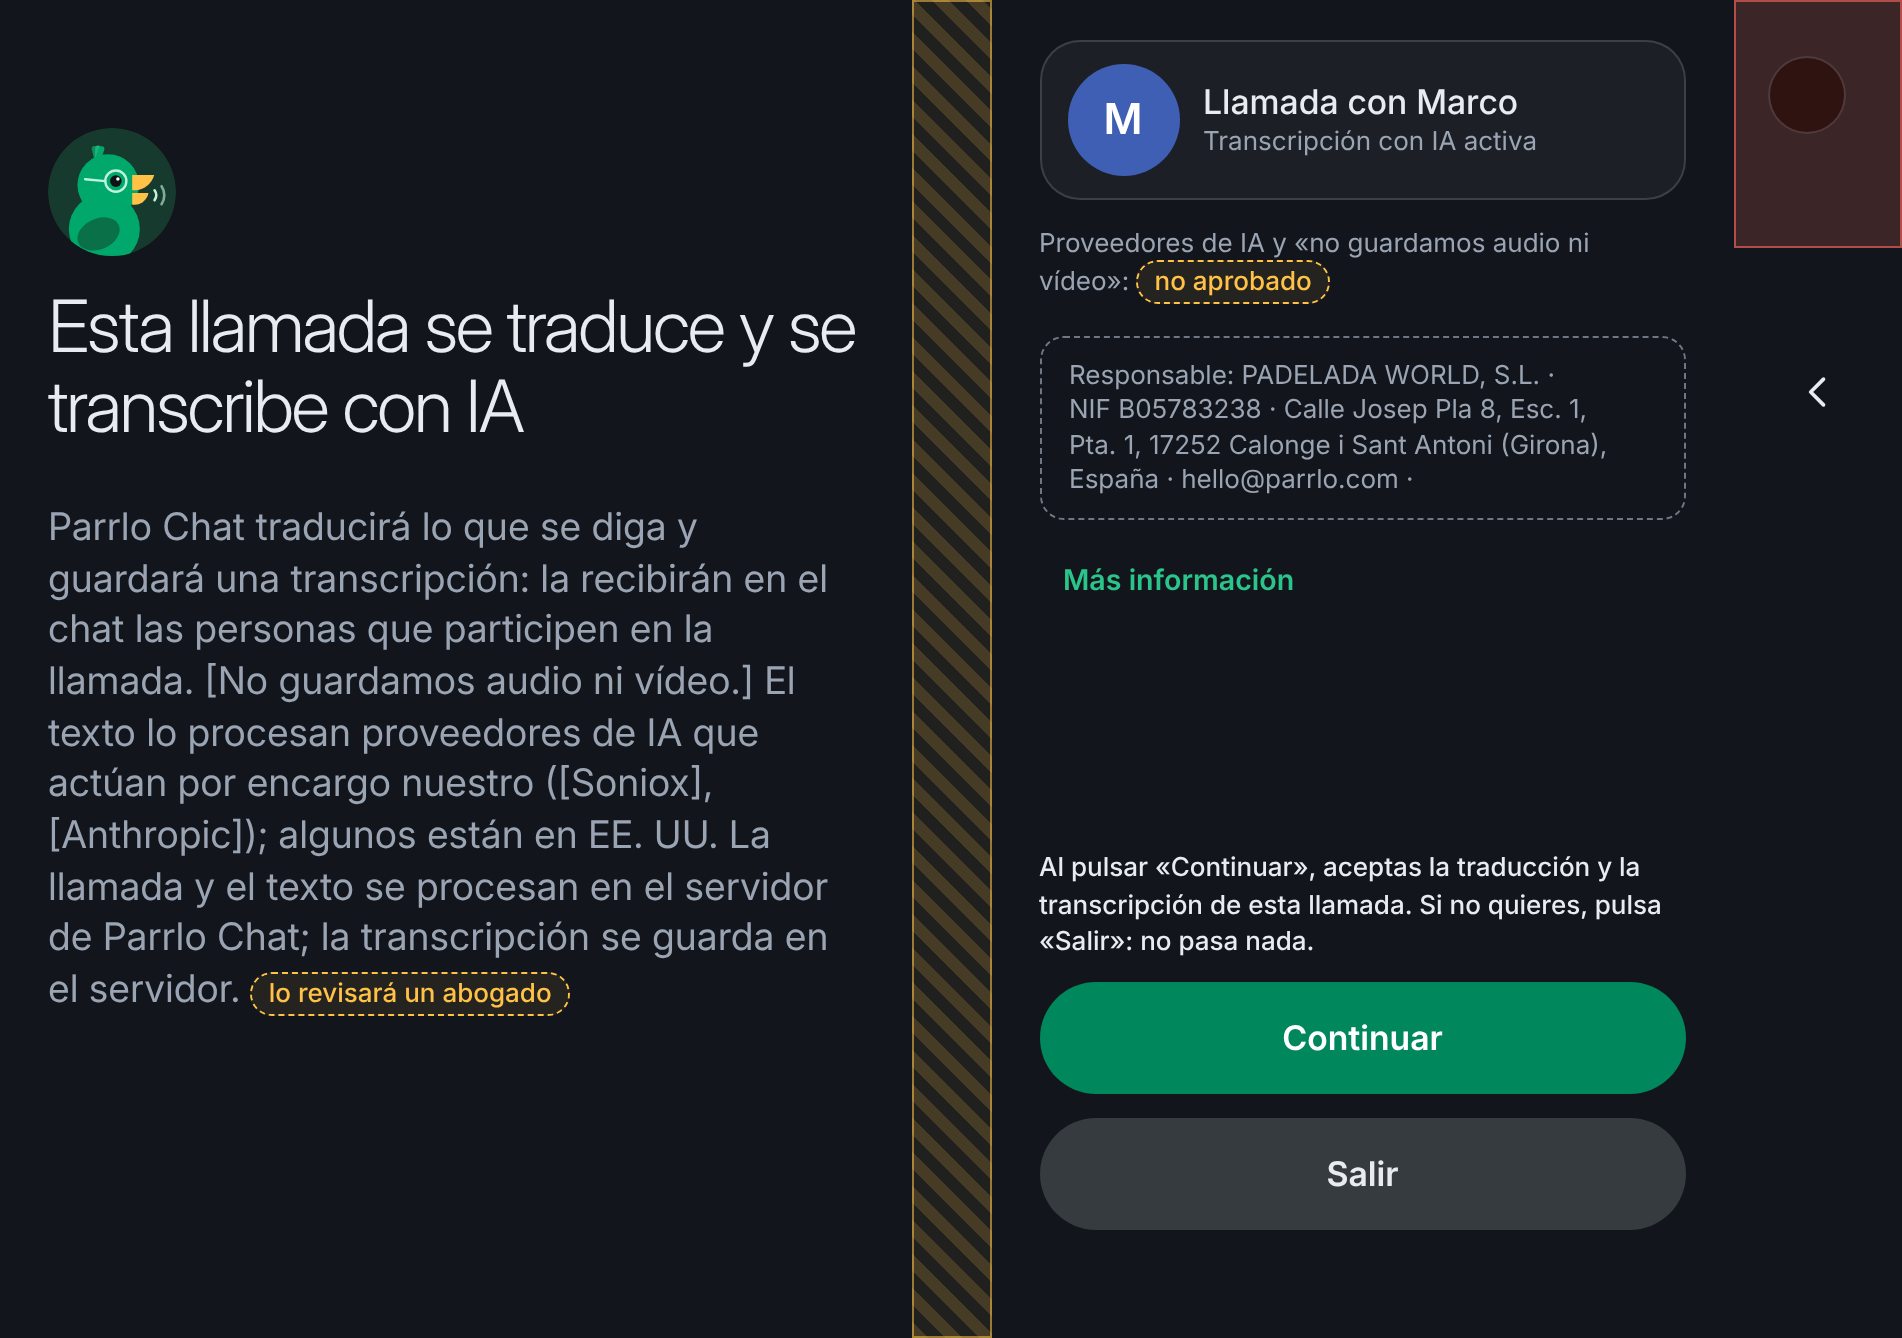 Esta llamada se traduce y se
transcribe con IA
Parrlo Chat traducirá lo que se diga y
guardará una transcripción: la recibirán en el
chat las personas que participen en la
llamada. [No guardamos audio ni vídeo.] El
texto lo procesan proveedores de IA que
actúan por encargo nuestro ([Soniox],
[Anthropic]); algunos están en EE. UU. La
llamada y el texto se procesan en el servidor
de Parrlo Chat; la transcripción se guarda en
el servidor. lo revisará un abogado
M
Llamada con Marco
Transcripción con IA activa
Proveedores de IA y «no guardamos audio ni
vídeo»: no aprobado
Responsable: PADELADA WORLD, S.L. ·
NIF B05783238 · Calle Josep Pla 8, Esc. 1,
Pta. 1, 17252 Calonge i Sant Antoni (Girona),
España · hello@parrlo.com ·
Más información
Al pulsar «Continuar», aceptas la traducción y la
transcripción de esta llamada. Si no quieres, pulsa
«Salir»: no pasa nada.
Continuar
Salir